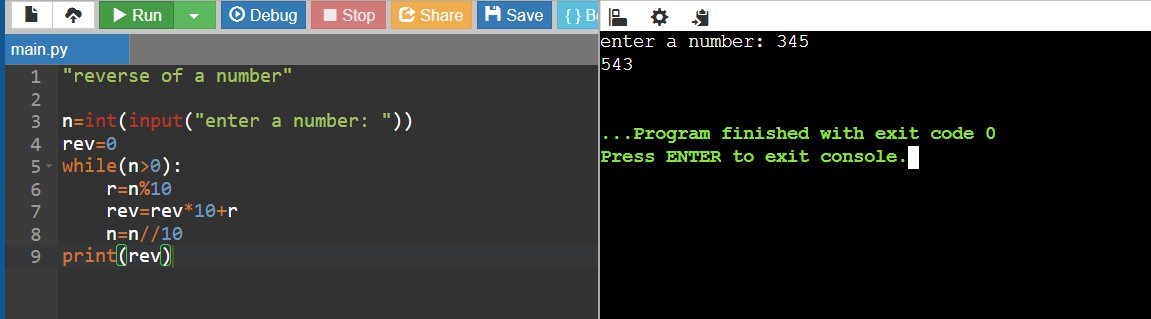 Run Debug Stop Share Save { } B
main.py
1 "reverse of a number"
2
3 n=int(input("enter a number: "))
4 rev=0
5 while(n>0):
6     r=n%10
7     rev=rev*10+r
8     n=n//10
9 print(rev)
enter a number: 345
543
...Program finished with exit code 0
Press ENTER to exit console.